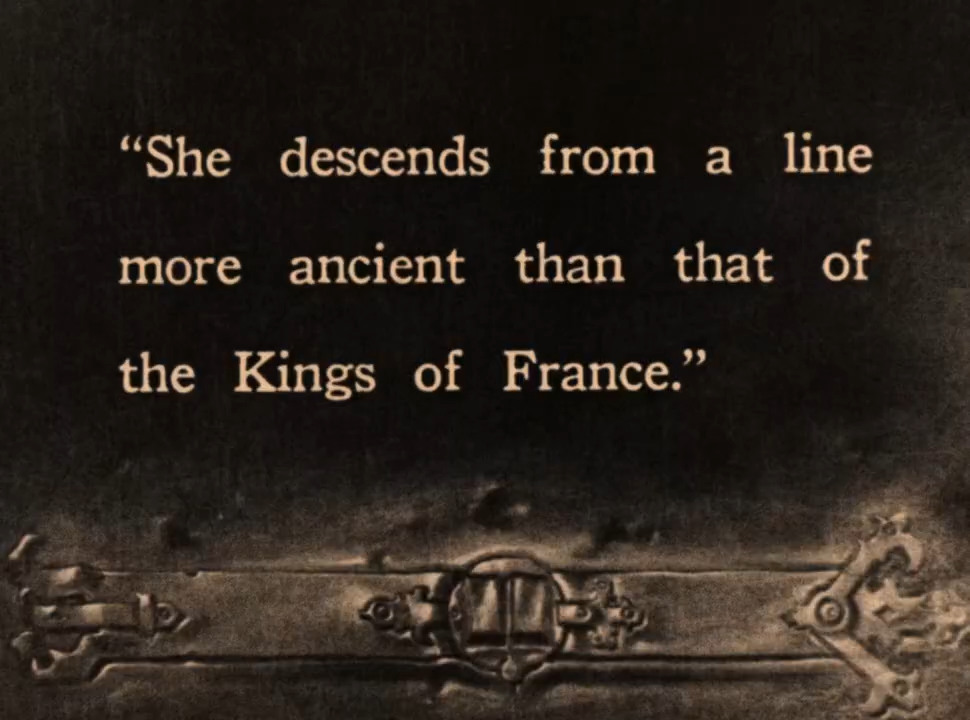 “She descends from a line
more ancient than that of
the Kings of France.”